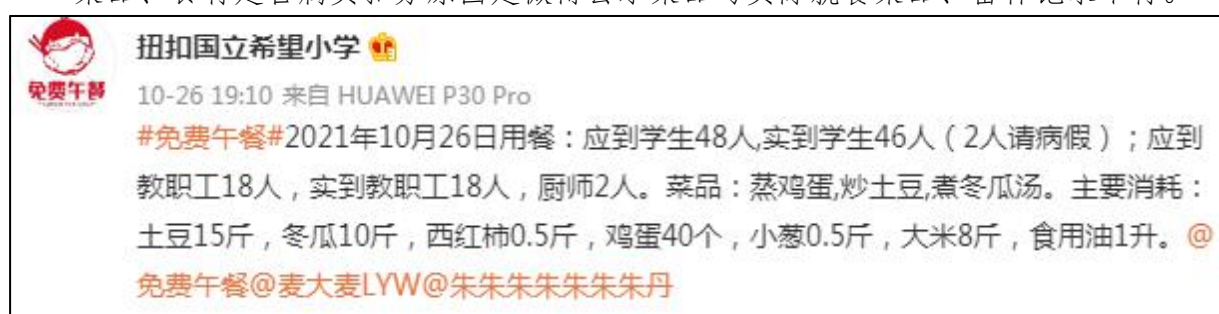 扭扣国立希望小学
免费午餐
10-26 19:10 来自 HUAWEI P30 Pro
#免费午餐#2021年10月26日用餐：应到学生48人,实到学生46人（2人请病假）；应到
教职工18人，实到教职工18人，厨师2人。菜品：蒸鸡蛋,炒土豆,煮冬瓜汤。主要消耗：
土豆15斤，冬瓜10斤，西红柿0.5斤，鸡蛋40个，小葱0.5斤，大米8斤，食用油1升。@
免费午餐@麦大麦LYW@朱朱朱朱朱朱朱丹